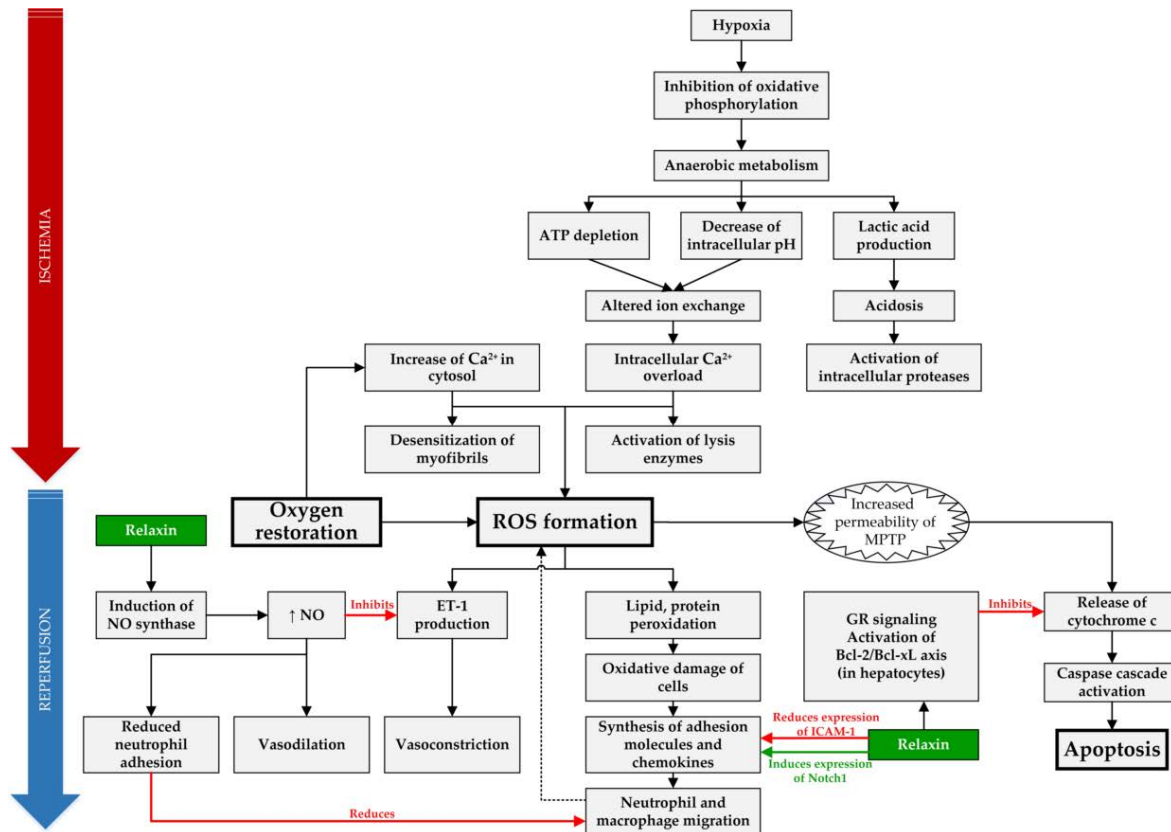 ISCHEMIA
REPERFUSION
Hypoxia
Inhibition of oxidative
phosphorylation
Anaerobic metabolism
ATP depletion
Decrease of
intracellular pH
Lactic acid
production
Altered ion exchange
Acidosis
Increase of Ca²⁺ in
cytosol
Intracellular Ca²⁺
overload
Activation of
intracellular proteases
Desensitization of
myofibrils
Activation of lysis
enzymes
Oxygen
restoration
ROS formation
Increased
permeability of
MPTP
Relaxin
Induction of
NO synthase
↑ NO
Inhibits
ET-1
production
Lipid, protein
peroxidation
GR signaling
Activation of
Bcl-2/Bcl-xL axis
(in hepatocytes)
Inhibits
Release of
cytochrome c
Oxidative damage of
cells
Caspase cascade
activation
Reduced
neutrophil
adhesion
Vasodilation
Vasoconstriction
Synthesis of adhesion
molecules and
chemokines
Reduces expression
of ICAM-1
Induces expression
of Notch1
Relaxin
Apoptosis
Reduces
Neutrophil and
macrophage migration